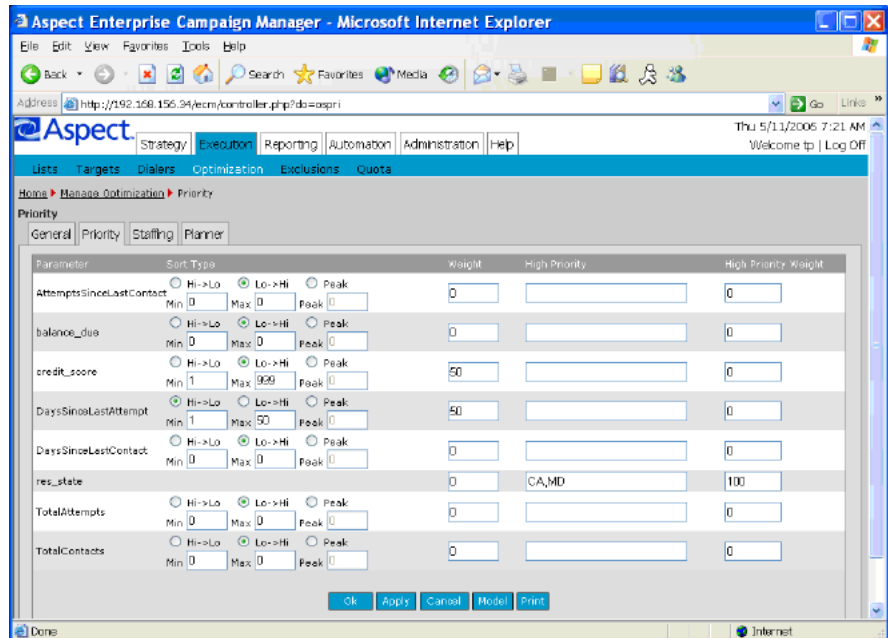 Aspect Enterprise Campaign Manager - Microsoft Internet Explorer
File Edit View Favorites Tools Help
Back Search Favorites Media
Address http://192.168.156.34/ecm/controller.php?do=ospri Go Links »
Aspect. Strategy Execution Reporting Automation Administration Help
Thu 5/11/2006 7:21 AM
Welcome tp | Log Off
Lists Targets Dialers Optimization Exclusions Quota
Home Manage Optimization Priority
Priority
General Priority Staffing Planner
Parameter Sort Type Weight High Priority High Priority Weight
AttemptsSinceLastContact Hi->Lo Lo->Hi Peak
Min 0 Max 0 Peak 0 0 0
balance_due Hi->Lo Lo->Hi Peak
Min 0 Max 0 Peak 0 0 0
credit_score Hi->Lo Lo->Hi Peak
Min 1 Max 999 Peak 0 50 0
DaysSinceLastAttempt Hi->Lo Lo->Hi Peak
Min 1 Max 50 Peak 0 50 0
DaysSinceLastContact Hi->Lo Lo->Hi Peak
Min 0 Max 0 Peak 0 0 0
res_state 0 CA,MD 100
TotalAttempts Hi->Lo Lo->Hi Peak
Min 0 Max 0 Peak 0 0 0
TotalContacts Hi->Lo Lo->Hi Peak
Min 0 Max 0 Peak 0 0 0
Ok Apply Cancel Model Print
Done Internet